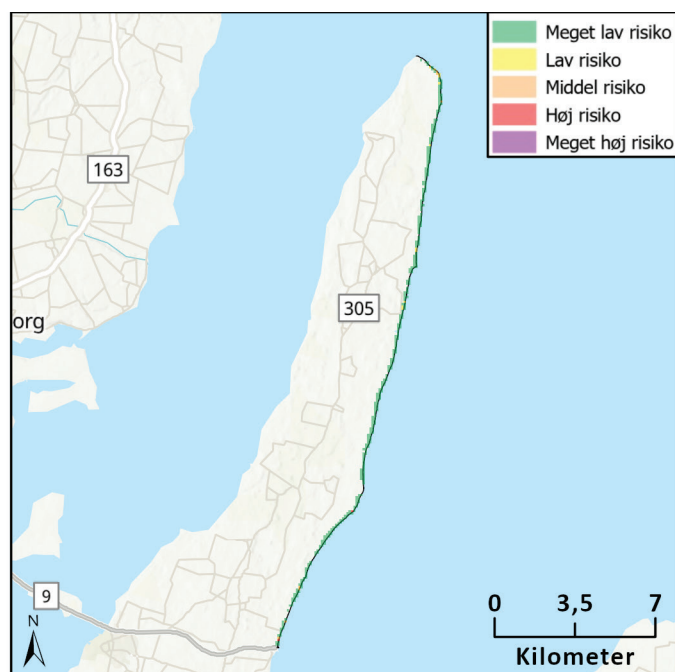 Meget lav risiko
Lav risiko
Middel risiko
Høj risiko
Meget høj risiko
163
305
org
9
N
0 3,5 7
Kilometer